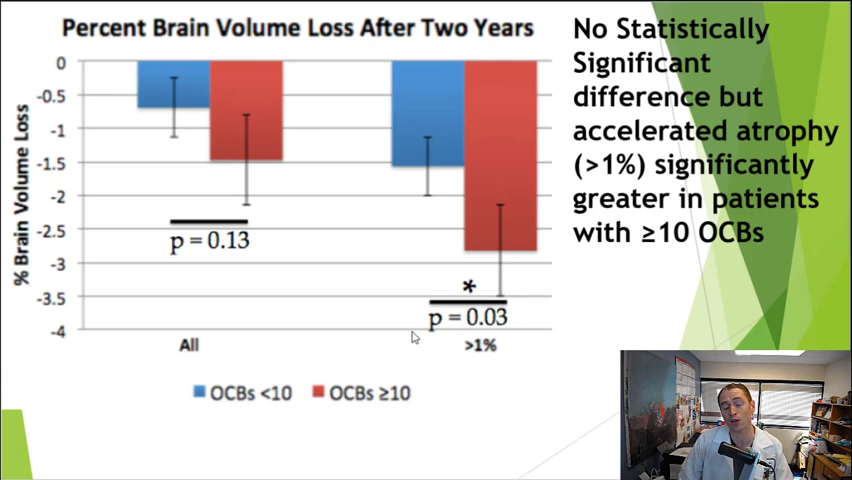 Percent Brain Volume Loss After Two Years
% Brain Volume Loss
0
-0.5
-1
-1.5
-2
-2.5
-3
-3.5
-4
p = 0.13
*
p = 0.03
All
>1%
OCBs <10
OCBs ≥10
No Statistically
Significant
difference but
accelerated atrophy
(>1%) significantly
greater in patients
with ≥10 OCBs